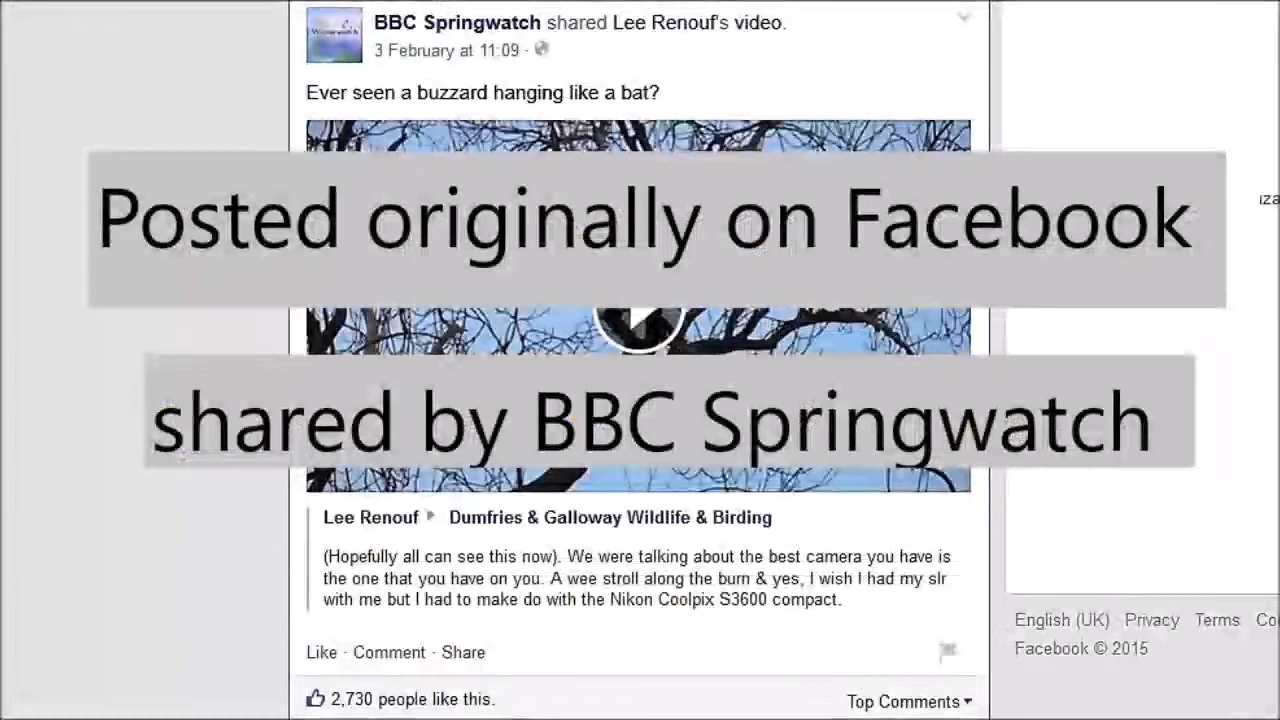 BBC Springwatch shared Lee Renouf's video.
3 February at 11:09 ·
Ever seen a buzzard hanging like a bat?
Posted originally on Facebook
shared by BBC Springwatch
Lee Renouf ▸ Dumfries & Galloway Wildlife & Birding
(Hopefully all can see this now). We were talking about the best camera you have is
the one that you have on you. A wee stroll along the burn & yes, I wish I had my slr
with me but I had to make do with the Nikon Coolpix S3600 compact.
Like · Comment · Share
2,730 people like this.
Top Comments
English (UK) Privacy Terms
Facebook © 2015